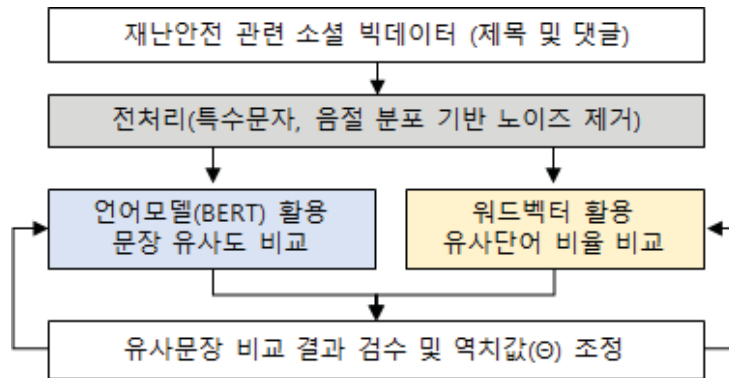 재난안전 관련 소셜 빅데이터 (제목 및 댓글)
전처리(특수문자, 음절 분포 기반 노이즈 제거)
언어모델(BERT) 활용
문장 유사도 비교
워드벡터 활용
유사단어 비율 비교
유사문장 비교 결과 검수 및 역치값(Θ) 조정